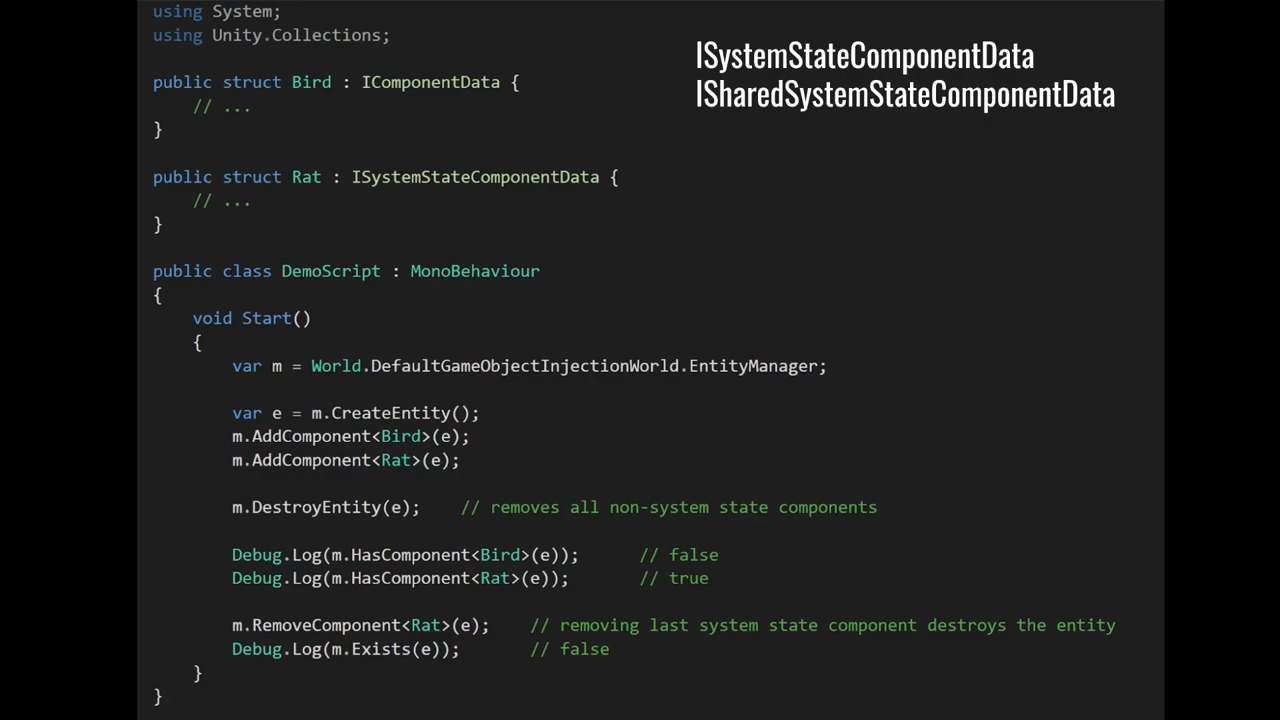 using System;
using Unity.Collections;
ISystemStateComponentData
ISharedSystemStateComponentData
public struct Bird : IComponentData {
    // ...
}
public struct Rat : ISystemStateComponentData {
    // ...
}
public class DemoScript : MonoBehaviour
{
    void Start()
    {
        var m = World.DefaultGameObjectInjectionWorld.EntityManager;
        var e = m.CreateEntity();
        m.AddComponent<Bird>(e);
        m.AddComponent<Rat>(e);
        m.DestroyEntity(e);    // removes all non-system state components
        Debug.Log(m.HasComponent<Bird>(e));      // false
        Debug.Log(m.HasComponent<Rat>(e));       // true
        m.RemoveComponent<Rat>(e);    // removing last system state component destroys the entity
        Debug.Log(m.Exists(e));       // false
    }
}